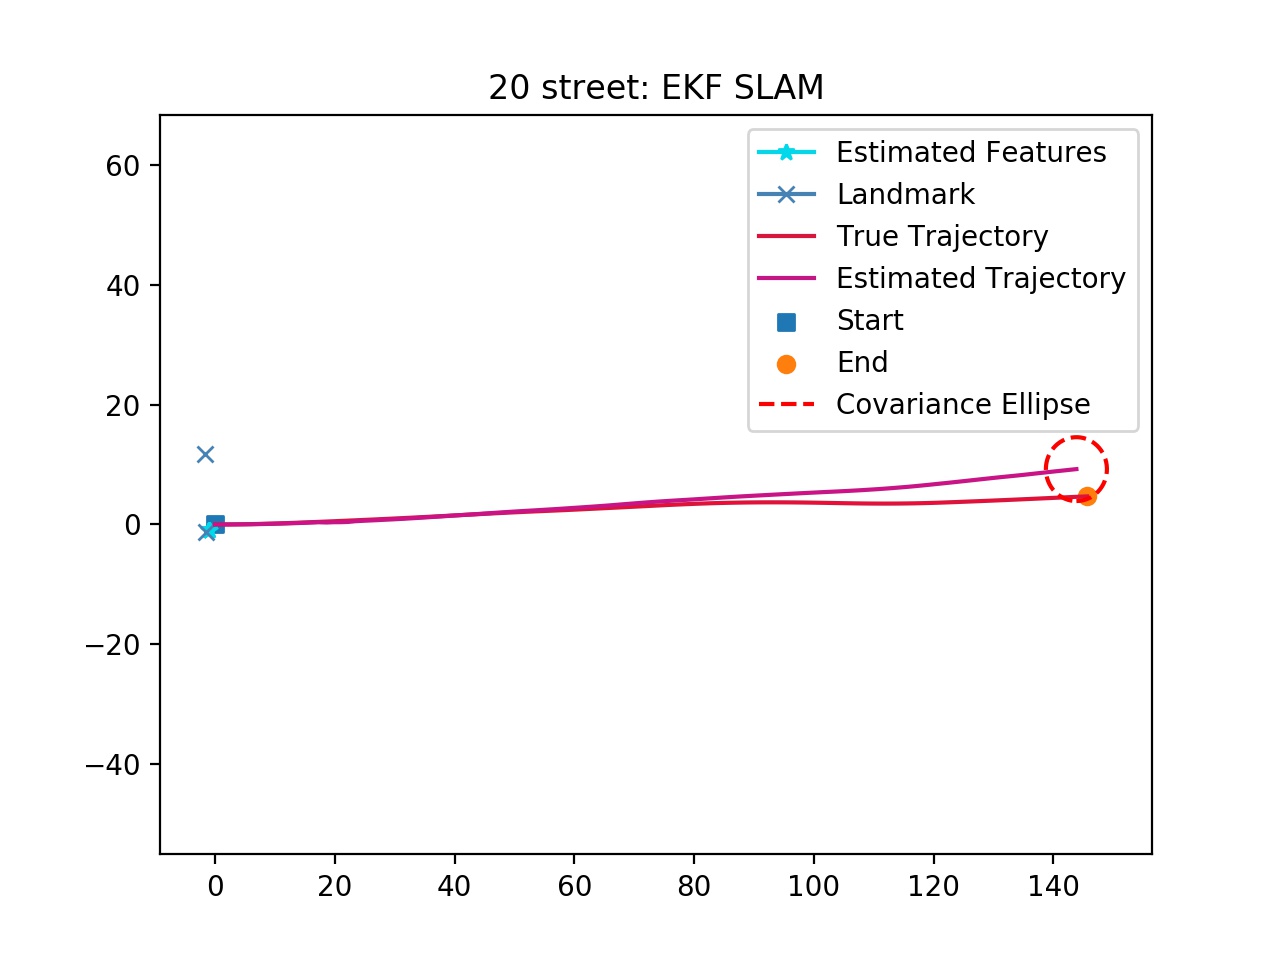 20 street: EKF SLAM
Estimated Features
Landmark
True Trajectory
Estimated Trajectory
Start
End
Covariance Ellipse
60
40
20
0
−20
−40
0 20 40 60 80 100 120 140